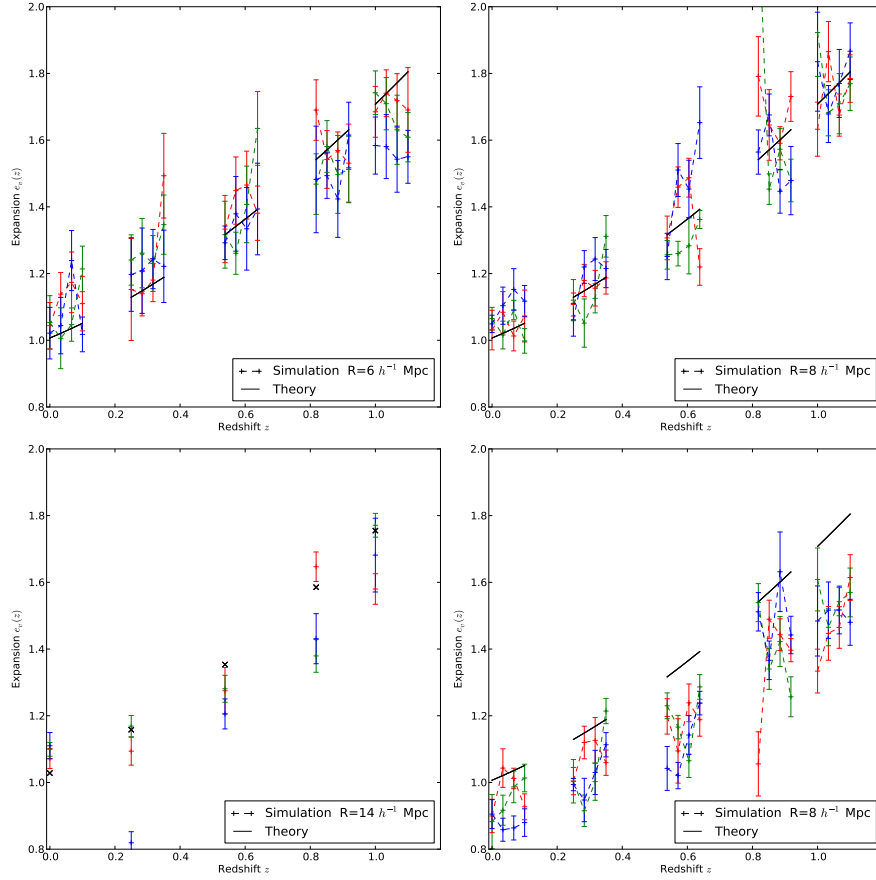 2.0
1.8
1.6
1.4
1.2
1.0
0.8
Expansion e_v(z)
0.0 0.2 0.4 0.6 0.8 1.0
Redshift z
Simulation R=6 h⁻¹ Mpc
Theory
2.0
1.8
1.6
1.4
1.2
1.0
0.8
Expansion e_v(z)
0.0 0.2 0.4 0.6 0.8 1.0
Redshift z
Simulation R=8 h⁻¹ Mpc
Theory
2.0
1.8
1.6
1.4
1.2
1.0
0.8
Expansion e_v(z)
0.0 0.2 0.4 0.6 0.8 1.0
Redshift z
Simulation R=14 h⁻¹ Mpc
Theory
2.0
1.8
1.6
1.4
1.2
1.0
0.8
Expansion e_v(z)
0.0 0.2 0.4 0.6 0.8 1.0
Redshift z
Simulation R=8 h⁻¹ Mpc
Theory